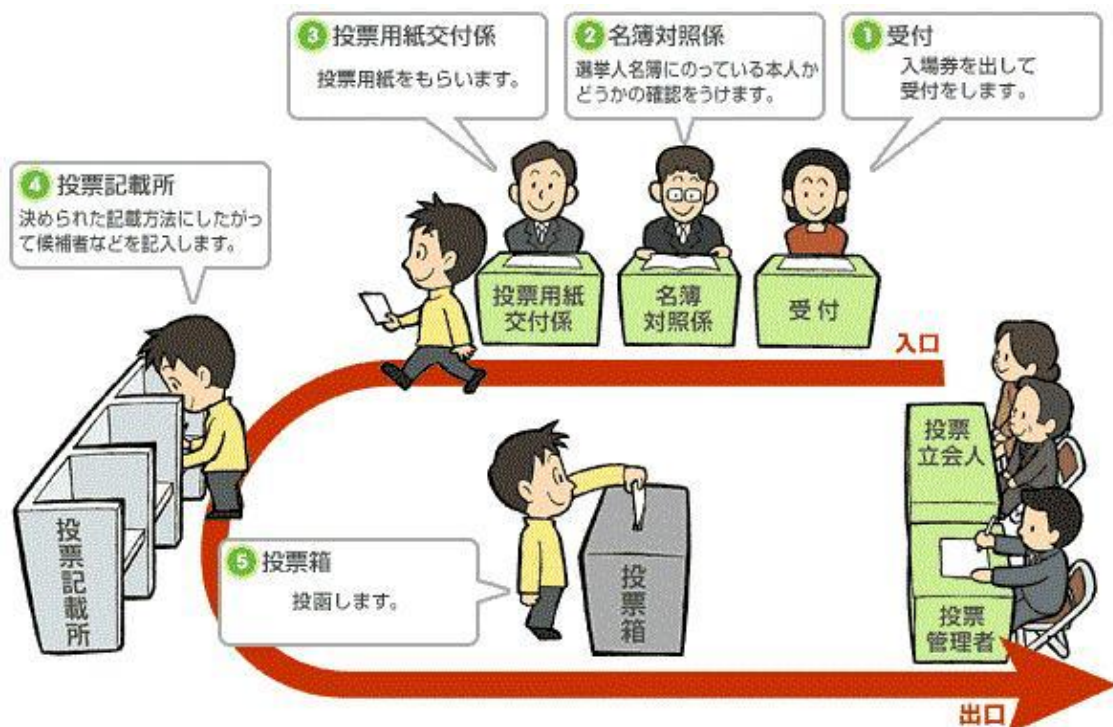 ① 受付
入場券を出して
受付をします。
② 名簿対照係
選挙人名簿にのっている本人か
どうかの確認をうけます。
③ 投票用紙交付係
投票用紙をもらいます。
④ 投票記載所
決められた記載方法にしたがっ
て候補者などを記入します。
投票用紙
交付係
名簿
対照係
受付
入口
投票
立会人
投票
管理者
投票記載所
⑤ 投票箱
投函します。
投票箱
出口